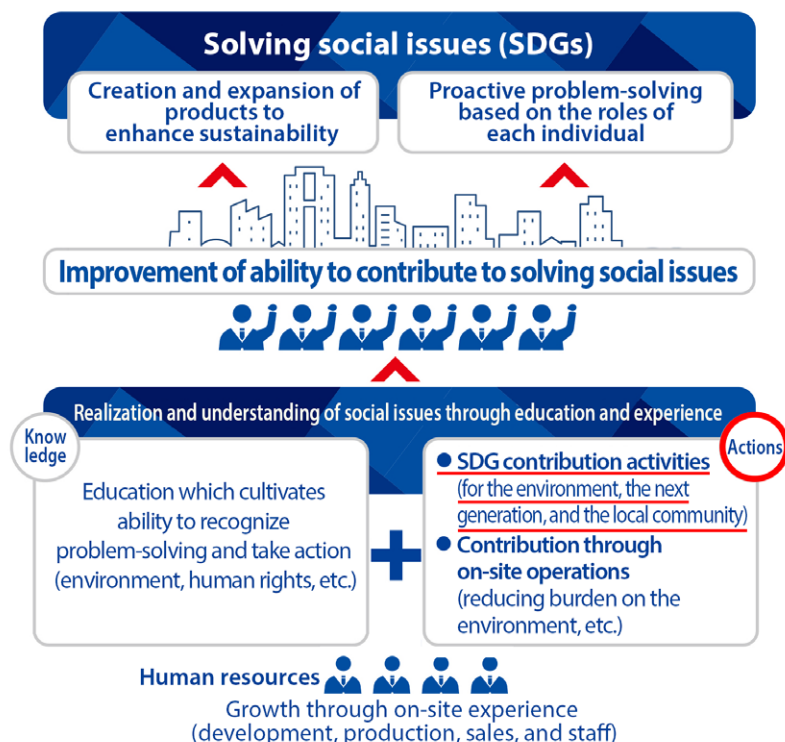 Solving social issues (SDGs)
Creation and expansion of
products to
enhance sustainability
Proactive problem-solving
based on the roles of
each individual
Improvement of ability to contribute to solving social issues
Realization and understanding of social issues through education and experience
Know
ledge
Education which cultivates
ability to recognize
problem-solving and take action
(environment, human rights, etc.)
Actions
● SDG contribution activities
(for the environment, the next
generation, and the local community)
● Contribution through
on-site operations
(reducing burden on the
environment, etc.)
Human resources
Growth through on-site experience
(development, production, sales, and staff)